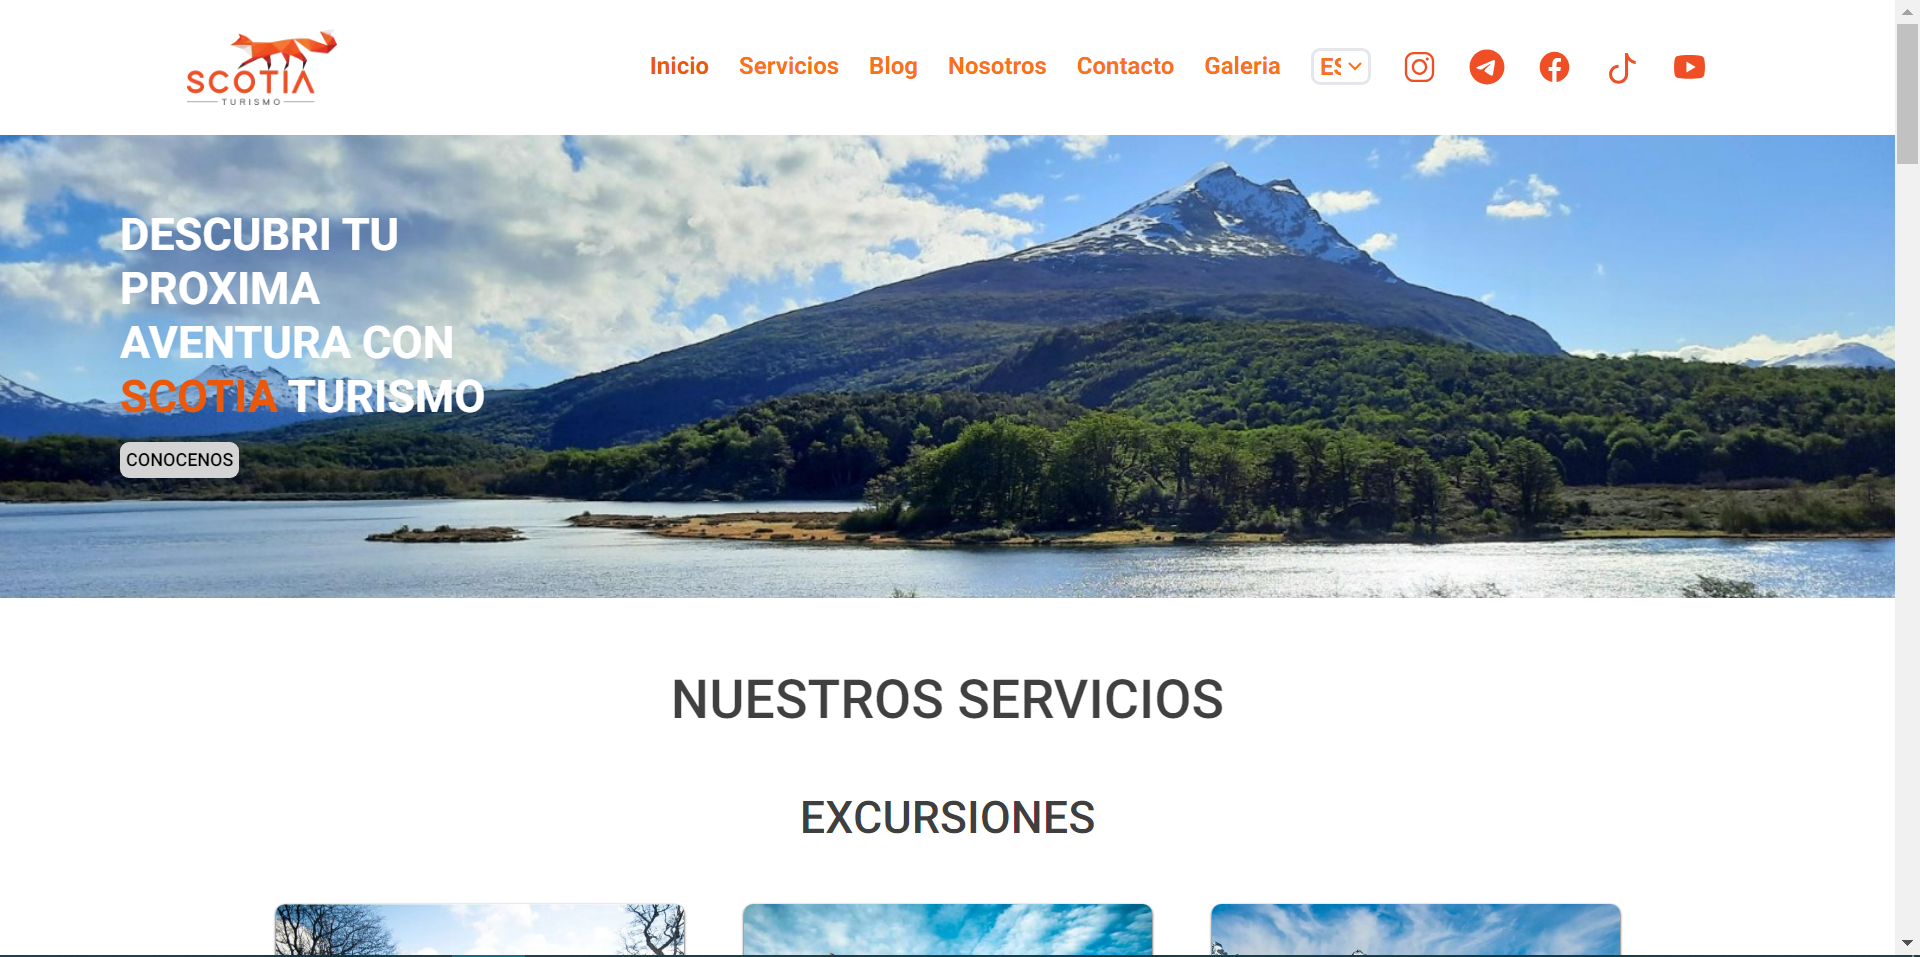 SCOTIA
TURISMO
Inicio Servicios Blog Nosotros Contacto Galeria ES
DESCUBRI TU
PROXIMA
AVENTURA CON
SCOTIA TURISMO
CONOCENOS
NUESTROS SERVICIOS
EXCURSIONES